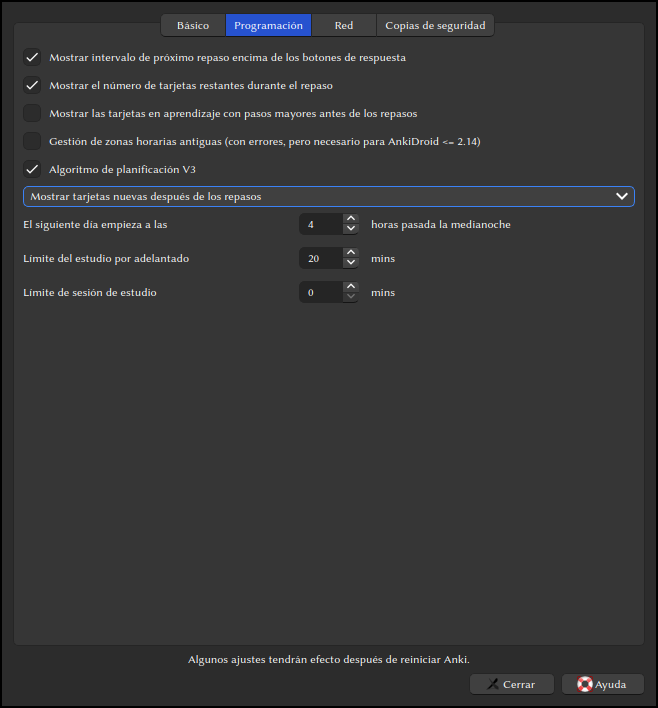 Básico Programación Red Copias de seguridad
Mostrar intervalo de próximo repaso encima de los botones de respuesta
Mostrar el número de tarjetas restantes durante el repaso
Mostrar las tarjetas en aprendizaje con pasos mayores antes de los repasos
Gestión de zonas horarias antiguas (con errores, pero necesario para AnkiDroid <= 2.14)
Algoritmo de planificación V3
Mostrar tarjetas nuevas después de los repasos
El siguiente día empieza a las 4 horas pasada la medianoche
Límite del estudio por adelantado 20 mins
Límite de sesión de estudio 0 mins
Algunos ajustes tendrán efecto después de reiniciar Anki.
Cerrar Ayuda